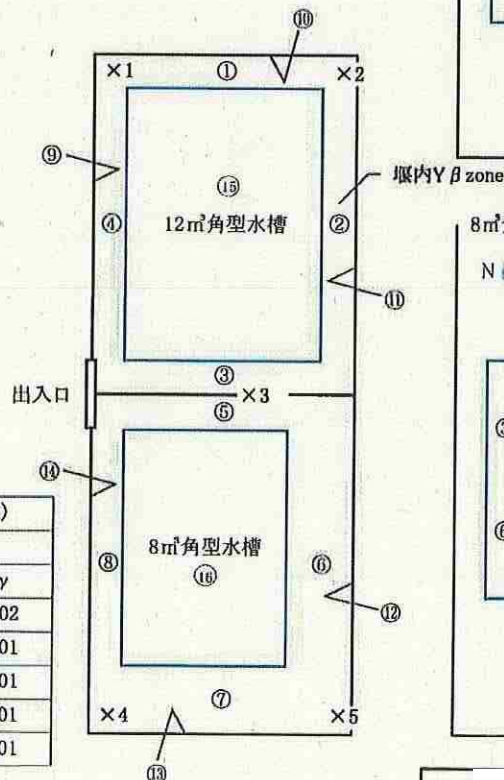 ⑩
×1 ① ×2
⑨
⑮
堰内Yβzone
④ 12㎥角型水槽 ②
8㎥
N
⑪
③
出入口
×3
⑤
⑭
8㎥角型水槽
⑧ ⑯ ⑥
⑫
⑦
×4 ×5
⑬
)
γ
02
01
01
01
01
③
⑥